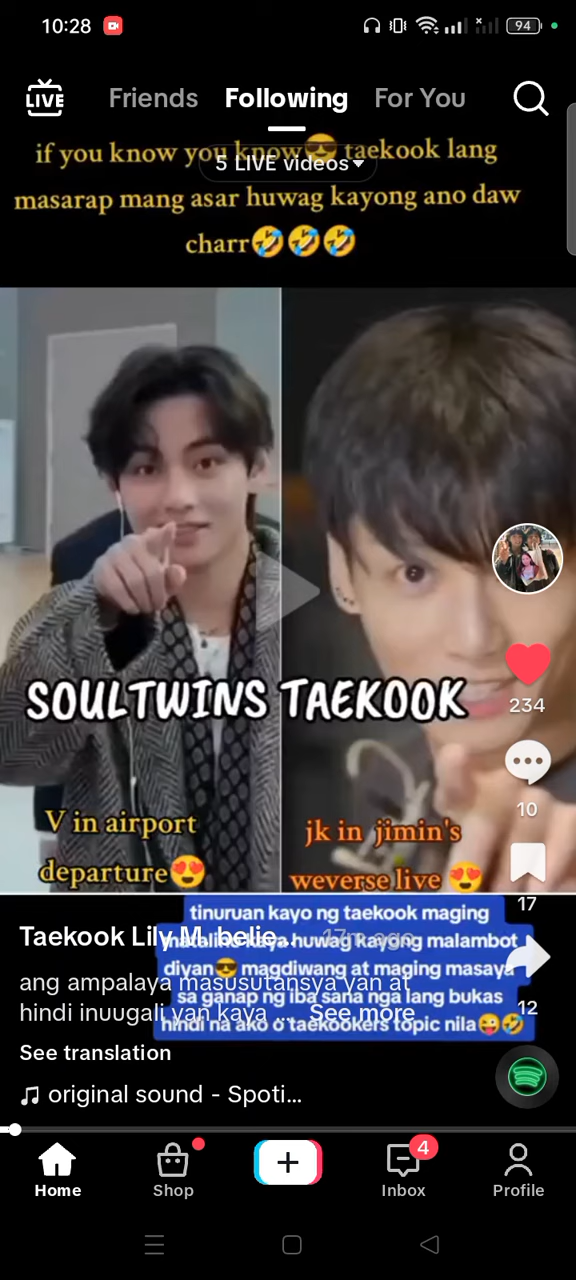 10:28
94
LIVE
Friends Following For You
if you know you know😎 taekook lang
5 LIVE videos
masarap mang asar huwag kayong ano daw
charr🤣🤣🤣
SOULTWINS TAEKOOK
234
10
V in airport
departure😍
jk in jimin's
weverse live 😍
17
tinuruan kayo ng taekook maging
matalino kaya huwag kayong malambot
diyan😎 magdiwang at maging masaya
sa ganap ng iba sana nga lang bukas
hindi na ako o taekookers topic nila😜🤣
Taekook Lily M. belie... 17m ago
ang ampalaya masusutansya yan at
hindi inuugali yan kaya ... See more
12
See translation
original sound - Spoti...
Home
Shop
4
Inbox
Profile